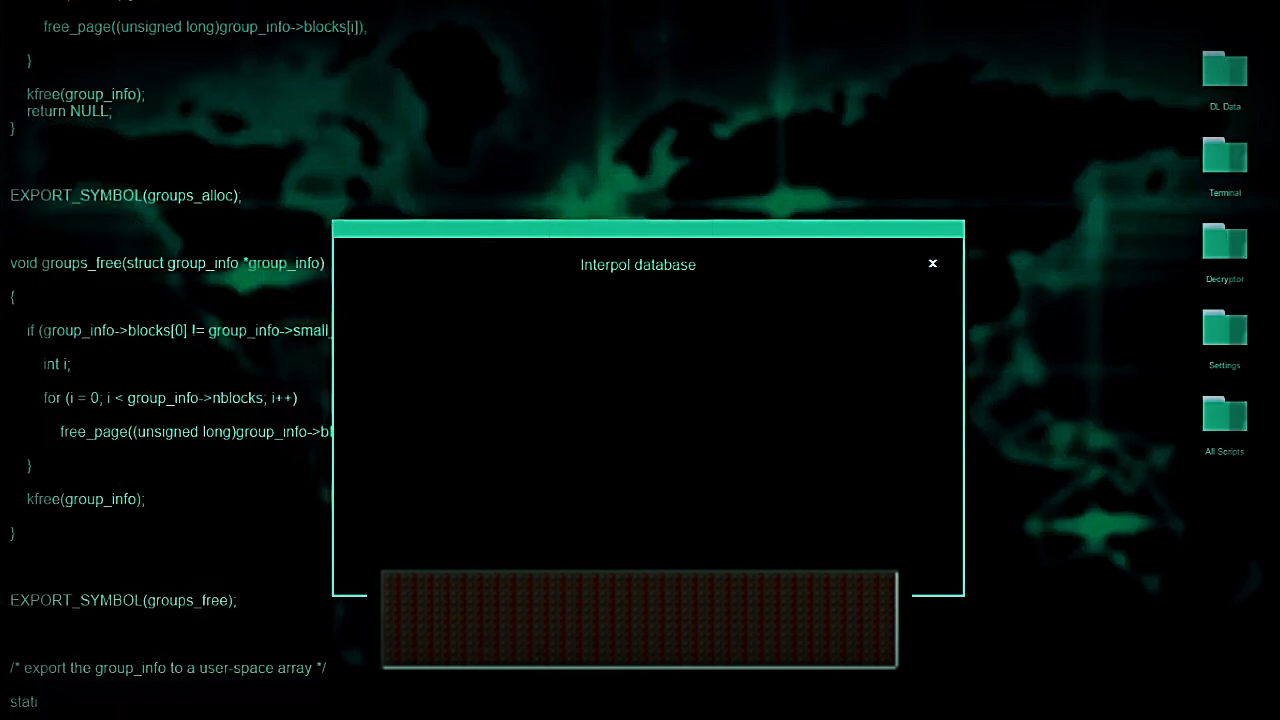 free_page((unsigned long)group_info->blocks[i]);
}
kfree(group_info);
return NULL;
}
EXPORT_SYMBOL(groups_alloc);
void groups_free(struct group_info *group_info)
{
if (group_info->blocks[0] != group_info->small_
int i;
for (i = 0; i < group_info->nblocks; i++)
free_page((unsigned long)group_info->bl
}
kfree(group_info);
}
EXPORT_SYMBOL(groups_free);
/* export the group_info to a user-space array */
stati
Interpol database
x
DL Data
Terminal
Decryptor
Settings
All Scripts